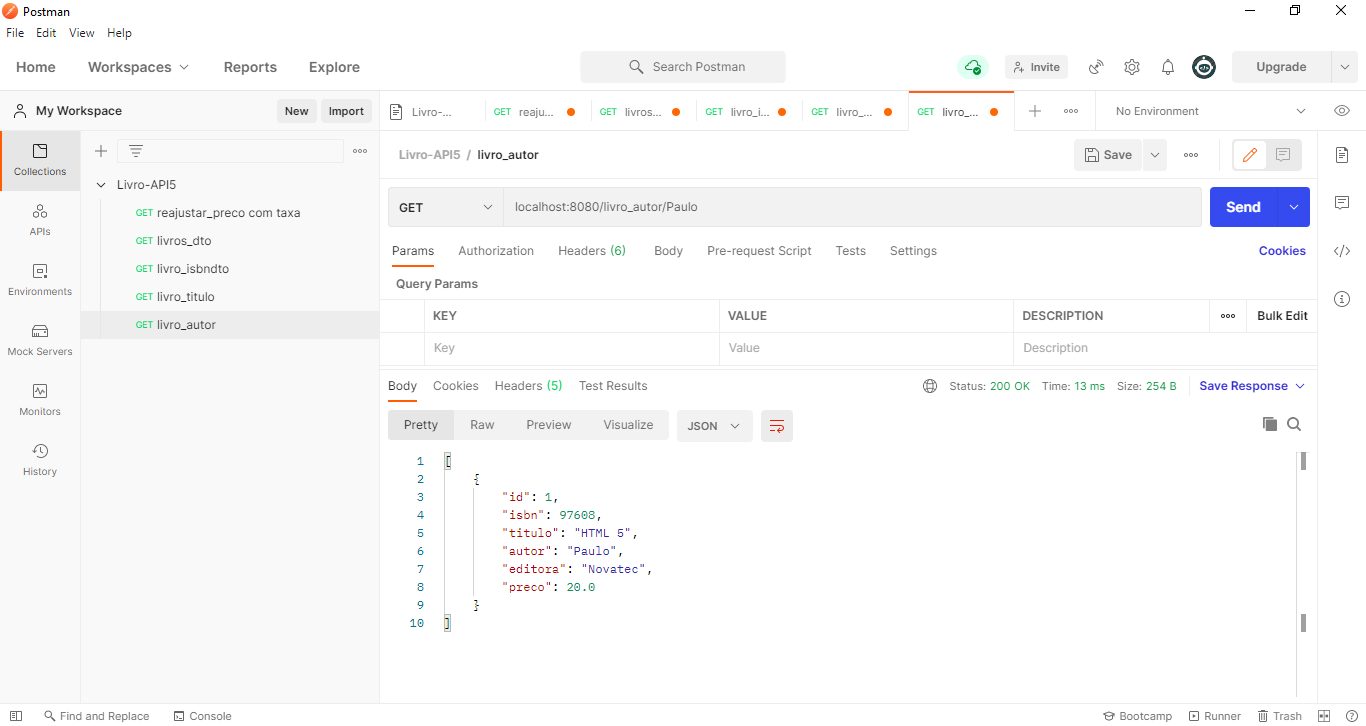 Postman
File Edit View Help
Home Workspaces Reports Explore Search Postman Invite Upgrade
My Workspace New Import
Livro-... GET reaju... GET livros... GET livro_i... GET livro_... GET livro_... No Environment
Collections
APIs
Environments
Mock Servers
Monitors
History
Livro-API5
GET reajustar_preco com taxa
GET livros_dto
GET livro_isbndto
GET livro_titulo
GET livro_autor
Livro-API5 / livro_autor Save
GET localhost:8080/livro_autor/Paulo Send
Params Authorization Headers (6) Body Pre-request Script Tests Settings Cookies
Query Params
KEY VALUE DESCRIPTION Bulk Edit
Key Value Description
Body Cookies Headers (5) Test Results Status: 200 OK Time: 13 ms Size: 254 B Save Response
Pretty Raw Preview Visualize JSON
1 [
2 {
3 "id": 1,
4 "isbn": 97608,
5 "titulo": "HTML 5",
6 "autor": "Paulo",
7 "editora": "Novatec",
8 "preco": 20.0
9 }
10 ]
Find and Replace Console Bootcamp Runner Trash